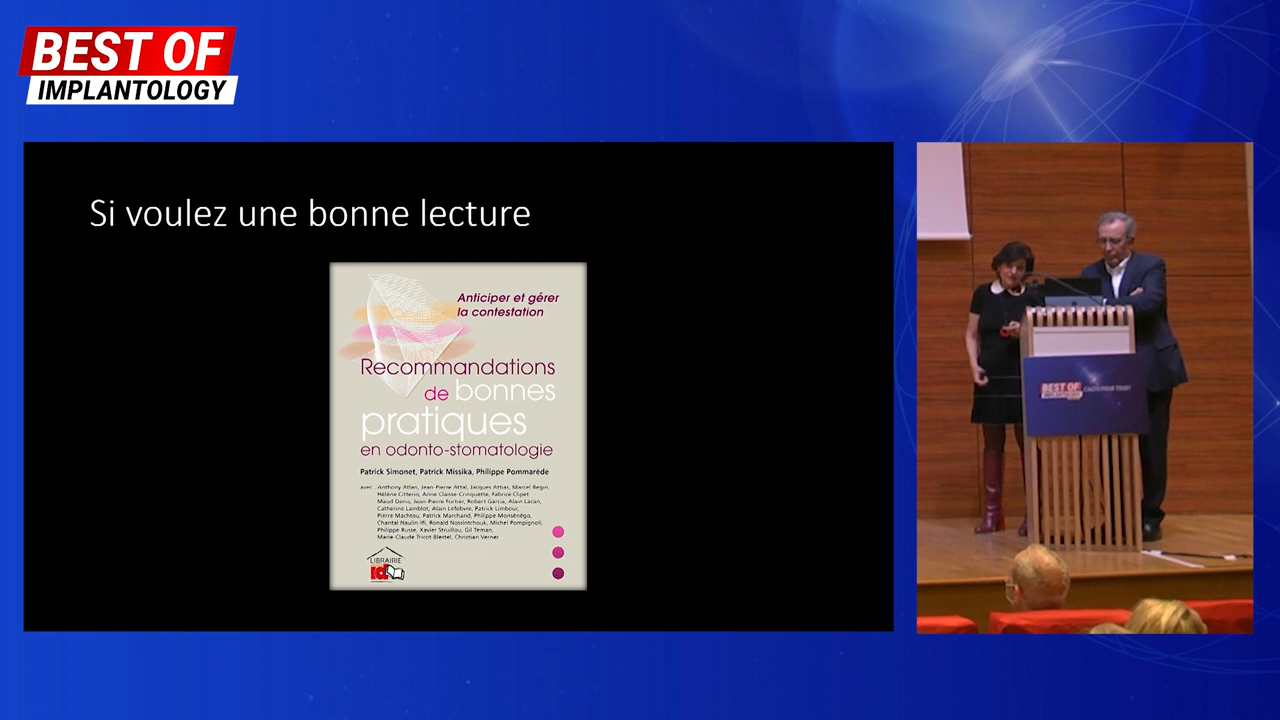 BEST OF
IMPLANTOLOGY
Si voulez une bonne lecture
Anticiper et gérer
la contestation
Recommandations
de bonnes
pratiques
en odonto-stomatologie
Patrick Simonet, Patrick Missika, Philippe Pommarède
avec Anthony Atlan, Jean-Pierre Attal, Jacques Attias, Marcel Begin,
Hélène Citterio, Anne Claisse Crinquette, Fabrice Clipet
Maud Denis, Jean Pierre Fortier, Robert Garcia, Alain Lacan,
Catherine Lamblot, Alain Lefebvre, Patrick Limbour,
Pierre Machtou, Patrick Marchand, Philippe Monsénégo,
Chantal Naulin-Ifi, Ronald Nossintchouk, Michel Pompignoli,
Philippe Russe, Xavier Struillou, Gil Teman,
Marie-Claude Tricot-Blestel, Christian Verner
LIBRAIRIE
BEST OF
IMPLANTOLOGY